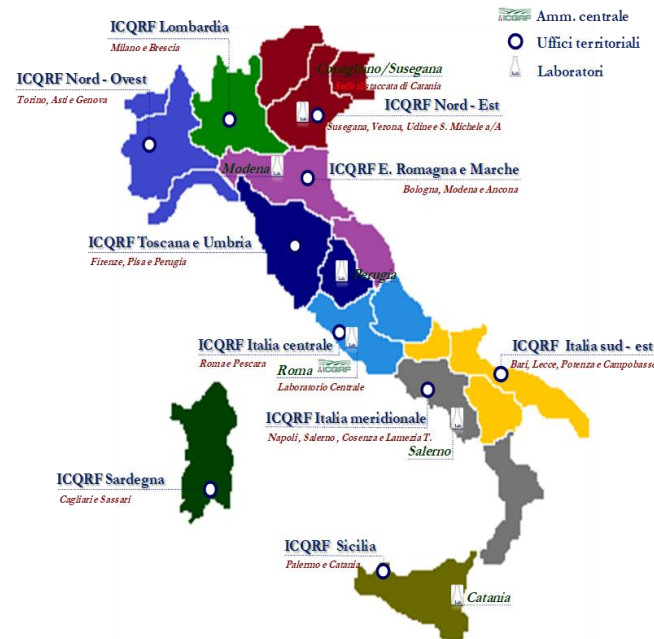 Amm. centrale
Uffici territoriali
Laboratori
ICQRF Lombardia
Milano e Brescia
ICQRF Nord - Ovest
Torino, Asti e Genova
Conegliano/Susegana
Sede distaccata di Catania
ICQRF Nord - Est
Susegana, Verona, Udine e S. Michele a/A
Modena
ICQRF E. Romagna e Marche
Bologna, Modena e Ancona
ICQRF Toscana e Umbria
Firenze, Pisa e Perugia
Perugia
ICQRF Italia centrale
Roma e Pescara
Roma
ICQRF
Laboratorio Centrale
ICQRF Italia sud - est
Bari, Lecce, Potenza e Campobasso
ICQRF Italia meridionale
Napoli, Salerno, Cosenza e Lamezia T.
Salerno
ICQRF Sardegna
Cagliari e Sassari
ICQRF Sicilia
Palermo e Catania
Catania